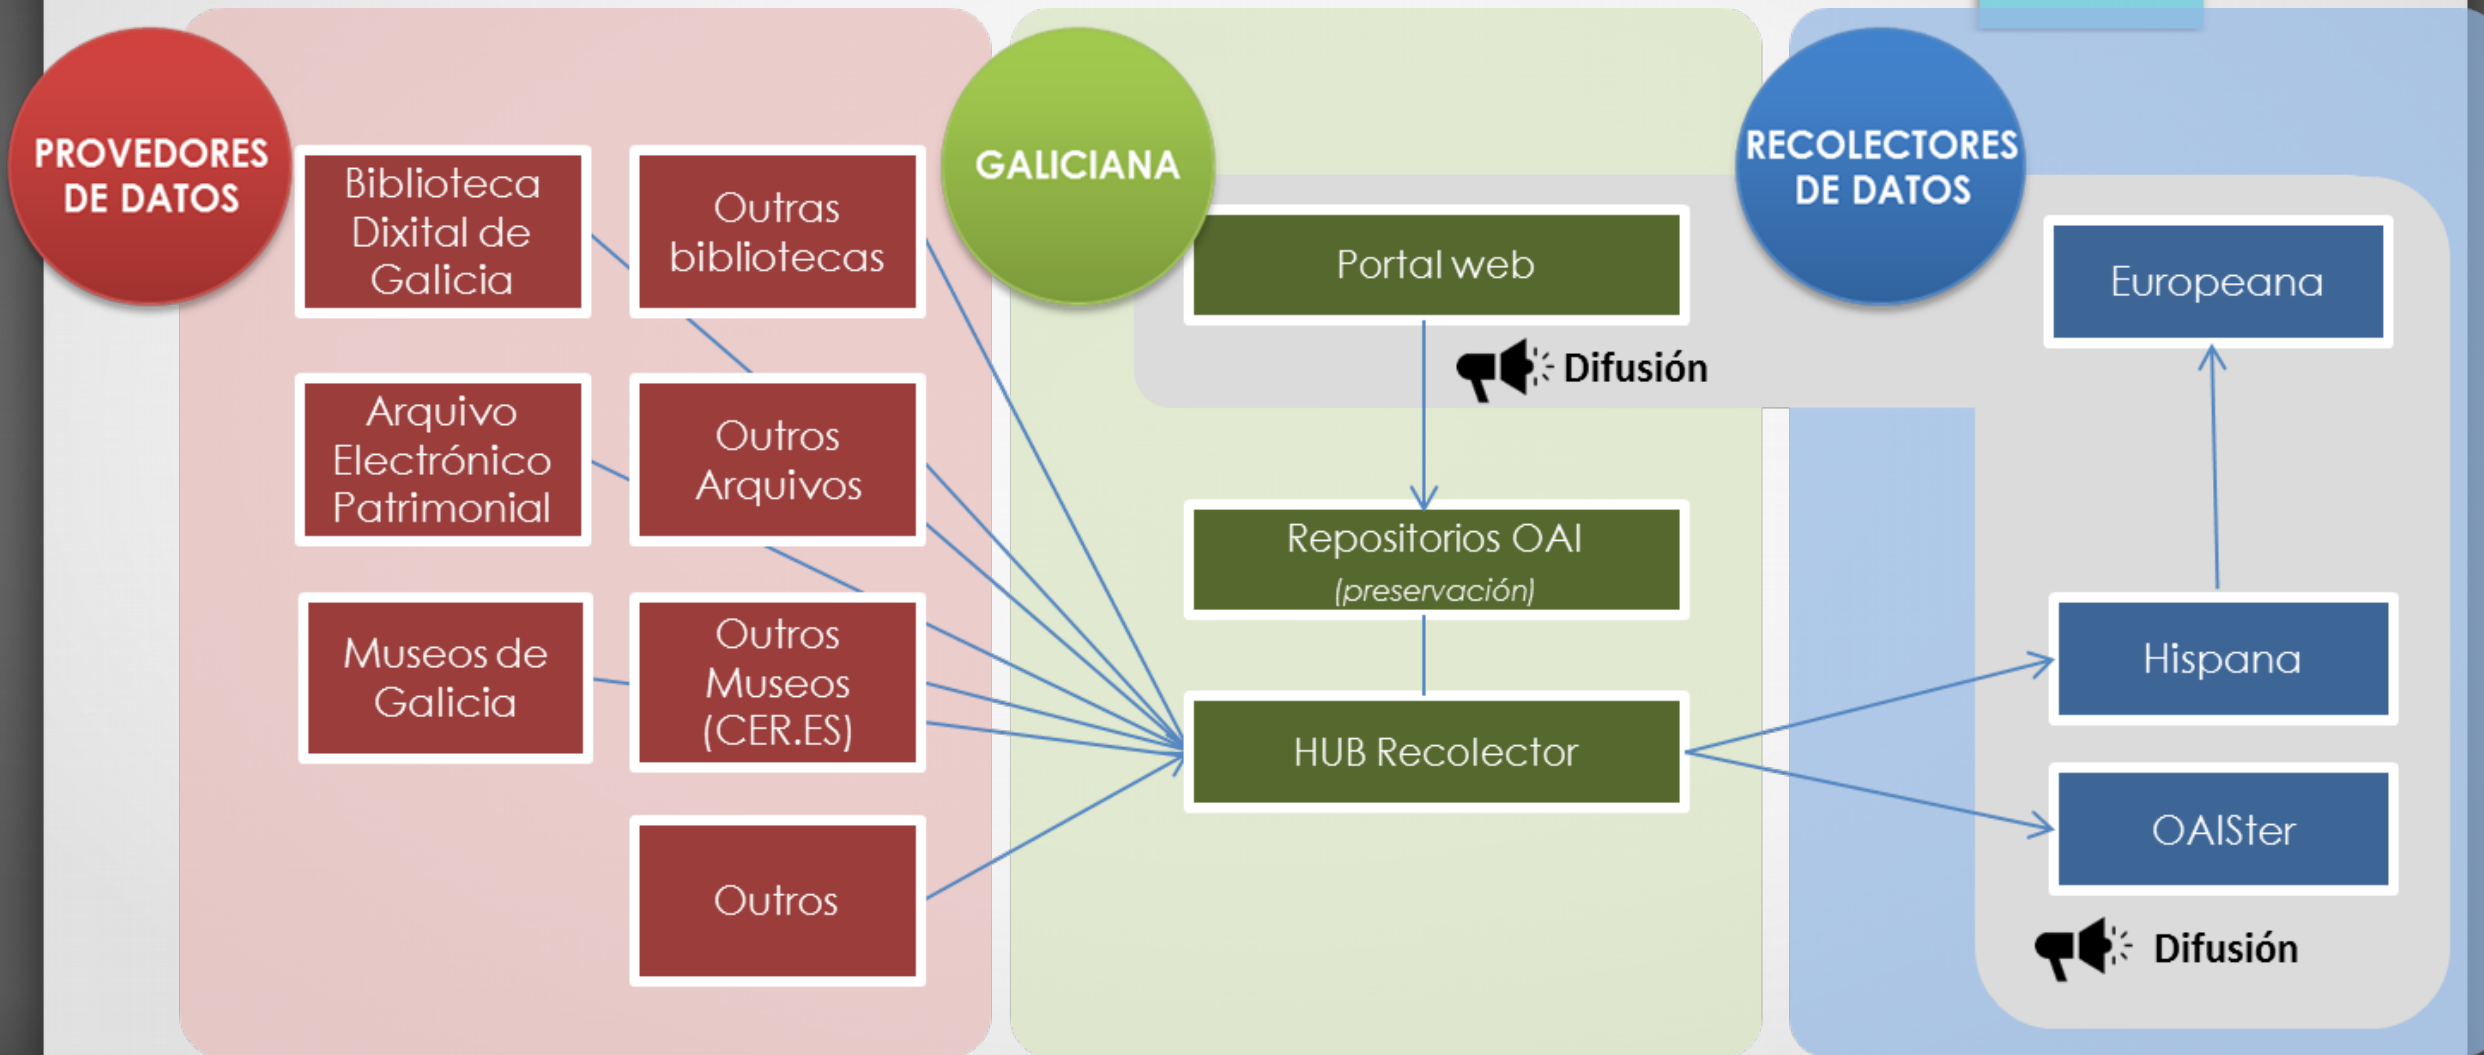 PROVEDORES
DE DATOS
Biblioteca
Dixital de
Galicia
Outras
bibliotecas
Arquivo
Electrónico
Patrimonial
Outros
Arquivos
Museos de
Galicia
Outros
Museos
(CER.ES)
Outros
GALICIANA
Portal web
Difusión
Repositorios OAI
(preservación)
HUB Recolector
RECOLECTORES
DE DATOS
Europeana
Hispana
OAISter
Difusión